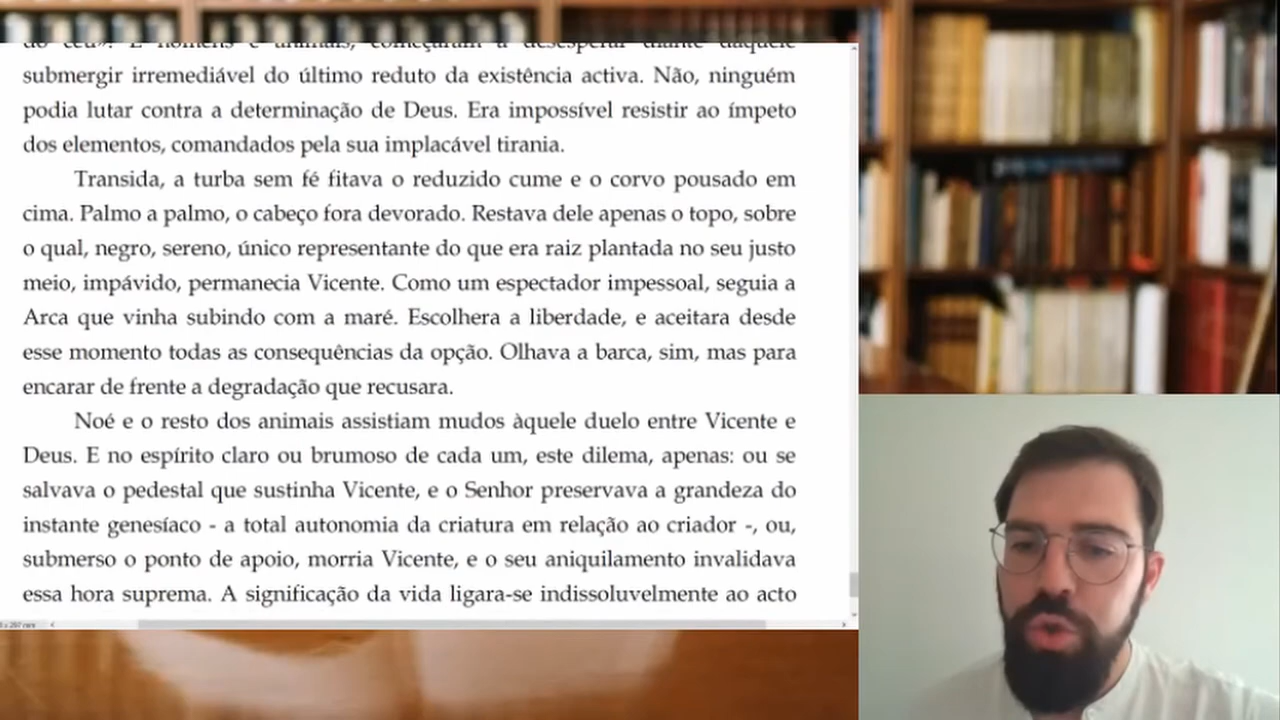 do céu». E homens e animais, começaram a desesperar diante daquele
submergir irremediável do último reduto da existência activa. Não, ninguém
podia lutar contra a determinação de Deus. Era impossível resistir ao ímpeto
dos elementos, comandados pela sua implacável tirania.
Transida, a turba sem fé fitava o reduzido cume e o corvo pousado em
cima. Palmo a palmo, o cabeço fora devorado. Restava dele apenas o topo, sobre
o qual, negro, sereno, único representante do que era raiz plantada no seu justo
meio, impávido, permanecia Vicente. Como um espectador impessoal, seguia a
Arca que vinha subindo com a maré. Escolhera a liberdade, e aceitara desde
esse momento todas as consequências da opção. Olhava a barca, sim, mas para
encarar de frente a degradação que recusara.
Noé e o resto dos animais assistiam mudos àquele duelo entre Vicente e
Deus. E no espírito claro ou brumoso de cada um, este dilema, apenas: ou se
salvava o pedestal que sustinha Vicente, e o Senhor preservava a grandeza do
instante genesíaco - a total autonomia da criatura em relação ao criador -, ou,
submerso o ponto de apoio, morria Vicente, e o seu aniquilamento invalidava
essa hora suprema. A significação da vida ligara-se indissoluvelmente ao acto